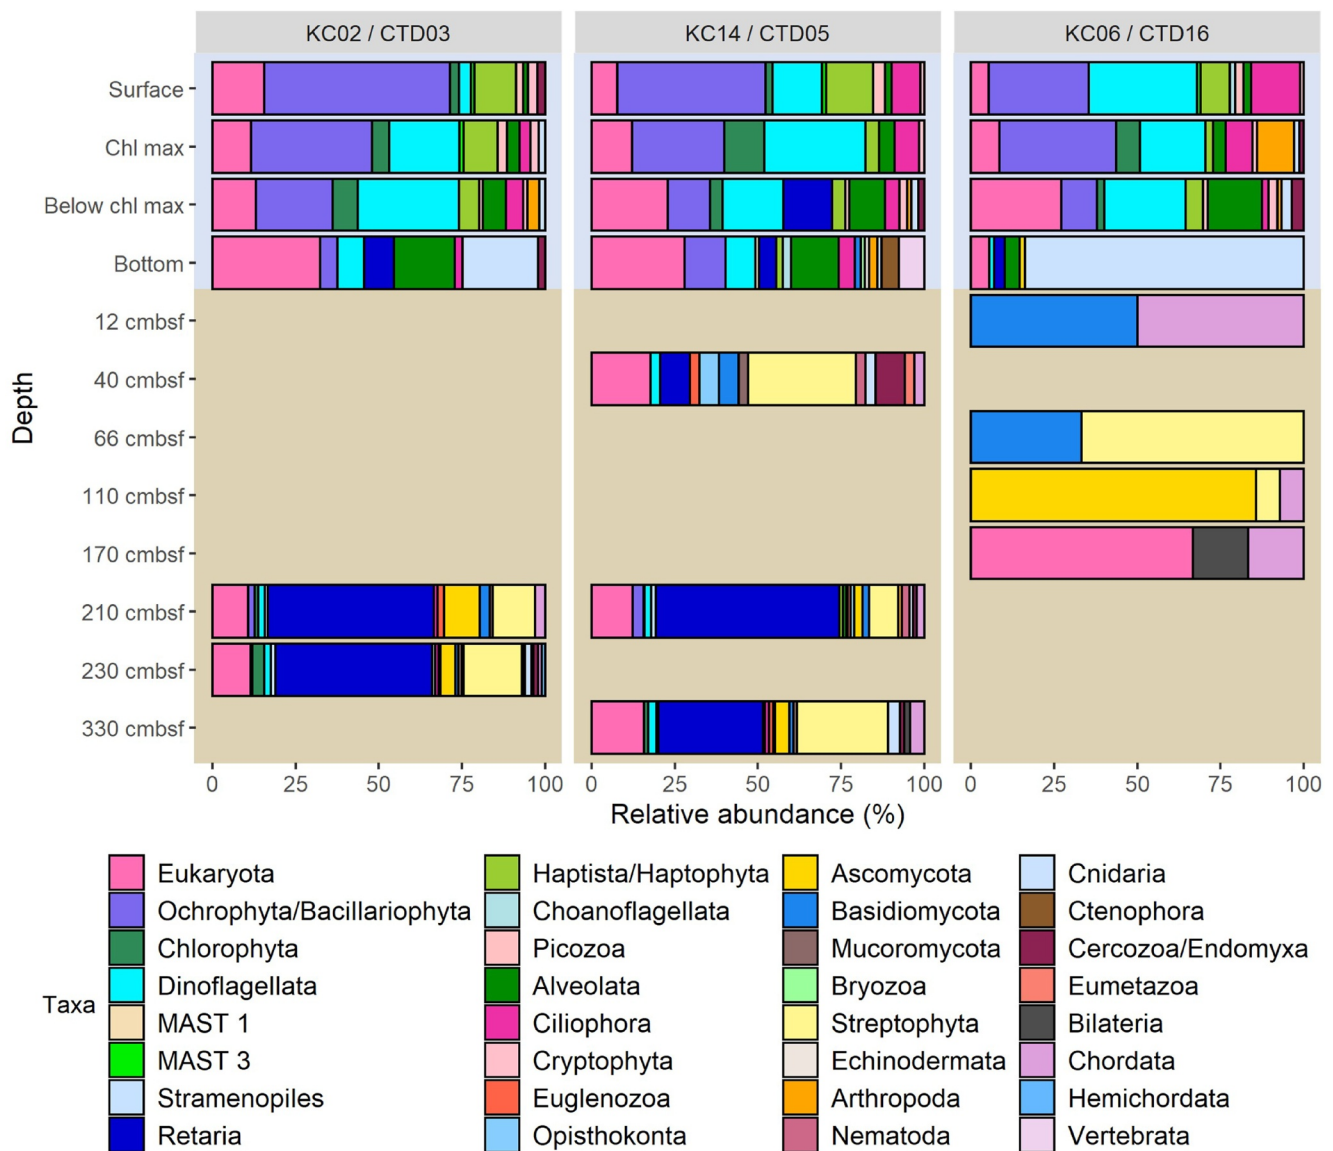 KC02 / CTD03 KC14 / CTD05 KC06 / CTD16
Depth
Surface
Chl max
Below chl max
Bottom
12 cmbsf
40 cmbsf
66 cmbsf
110 cmbsf
170 cmbsf
210 cmbsf
230 cmbsf
330 cmbsf
0 25 50 75 100 0 25 50 75 100 0 25 50 75 100
Relative abundance (%)
Taxa
Eukaryota Haptista/Haptophyta Ascomycota Cnidaria
Ochrophyta/Bacillariophyta Choanoflagellata Basidiomycota Ctenophora
Chlorophyta Picozoa Mucoromycota Cercozoa/Endomyxa
Dinoflagellata Alveolata Bryozoa Eumetazoa
MAST 1 Ciliophora Streptophyta Bilateria
MAST 3 Cryptophyta Echinodermata Chordata
Stramenopiles Euglenozoa Arthropoda Hemichordata
Retaria Opisthokonta Nematoda Vertebrata